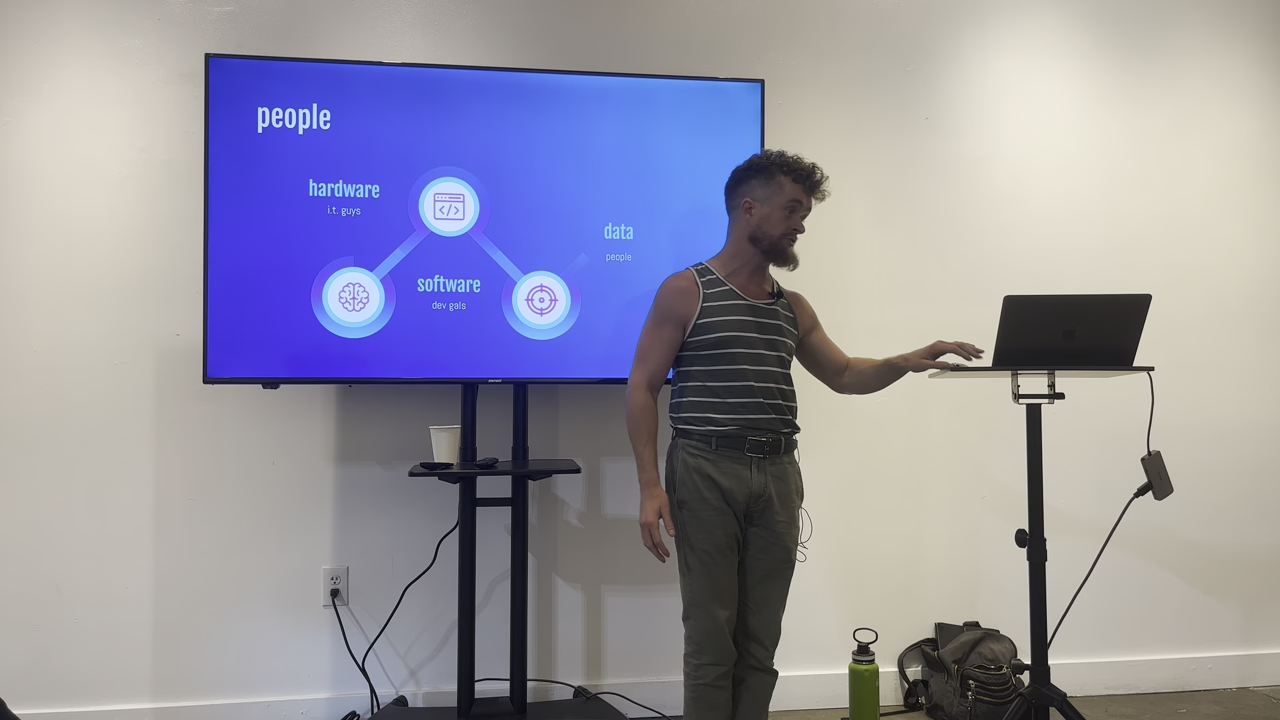 people
hardware
i.t. guys
data
people
software
dev gals